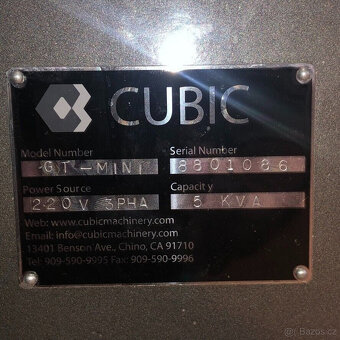 CUBIC
Model Number Serial Number
GT-MINI 8801086
Power Source Capacity
220V 3PHA 5 KVA
Web: www.cubicmachinery.com
Email: info@cubicmachinery.com
13401 Benson Ave., Chino, CA 91710
Tel: 909-590-9995 Fax: 909-590-9996
Bazoš.cz